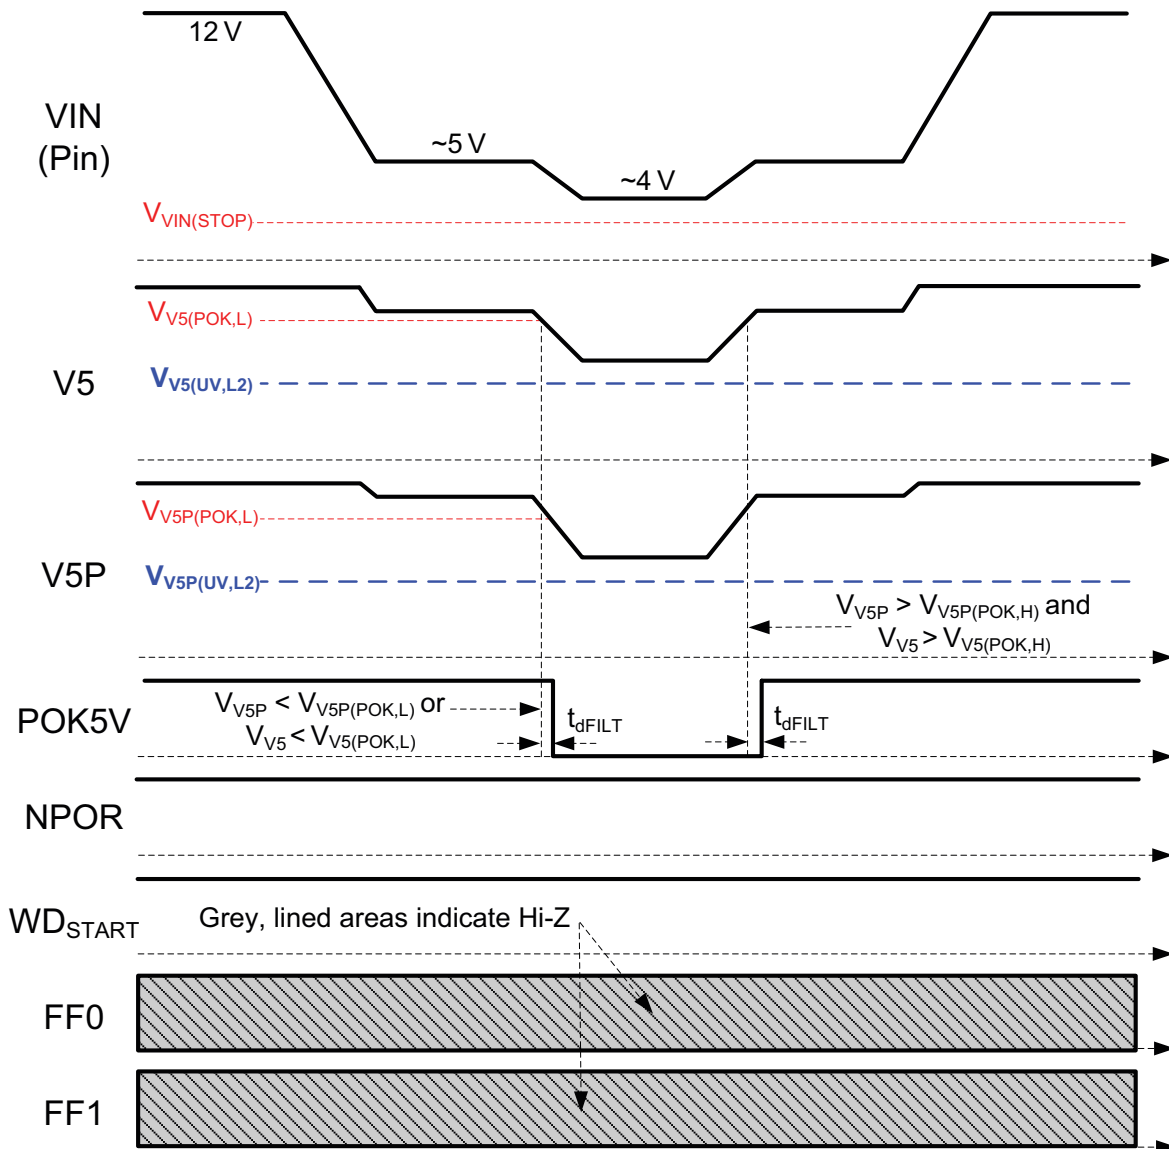 12 V
VIN
(Pin)
~5 V
~4 V
VVIN(STOP)
VV5(POK,L)
V5
VV5(UV,L2)
VV5P(POK,L)
V5P
VV5P(UV,L2)
VV5P > VV5P(POK,H) and
VV5 > VV5(POK,H)
POK5V
VV5P < VV5P(POK,L) or
VV5 < VV5(POK,L)
tdFILT
tdFILT
NPOR
WDSTART
Grey, lined areas indicate Hi-Z
FF0
FF1